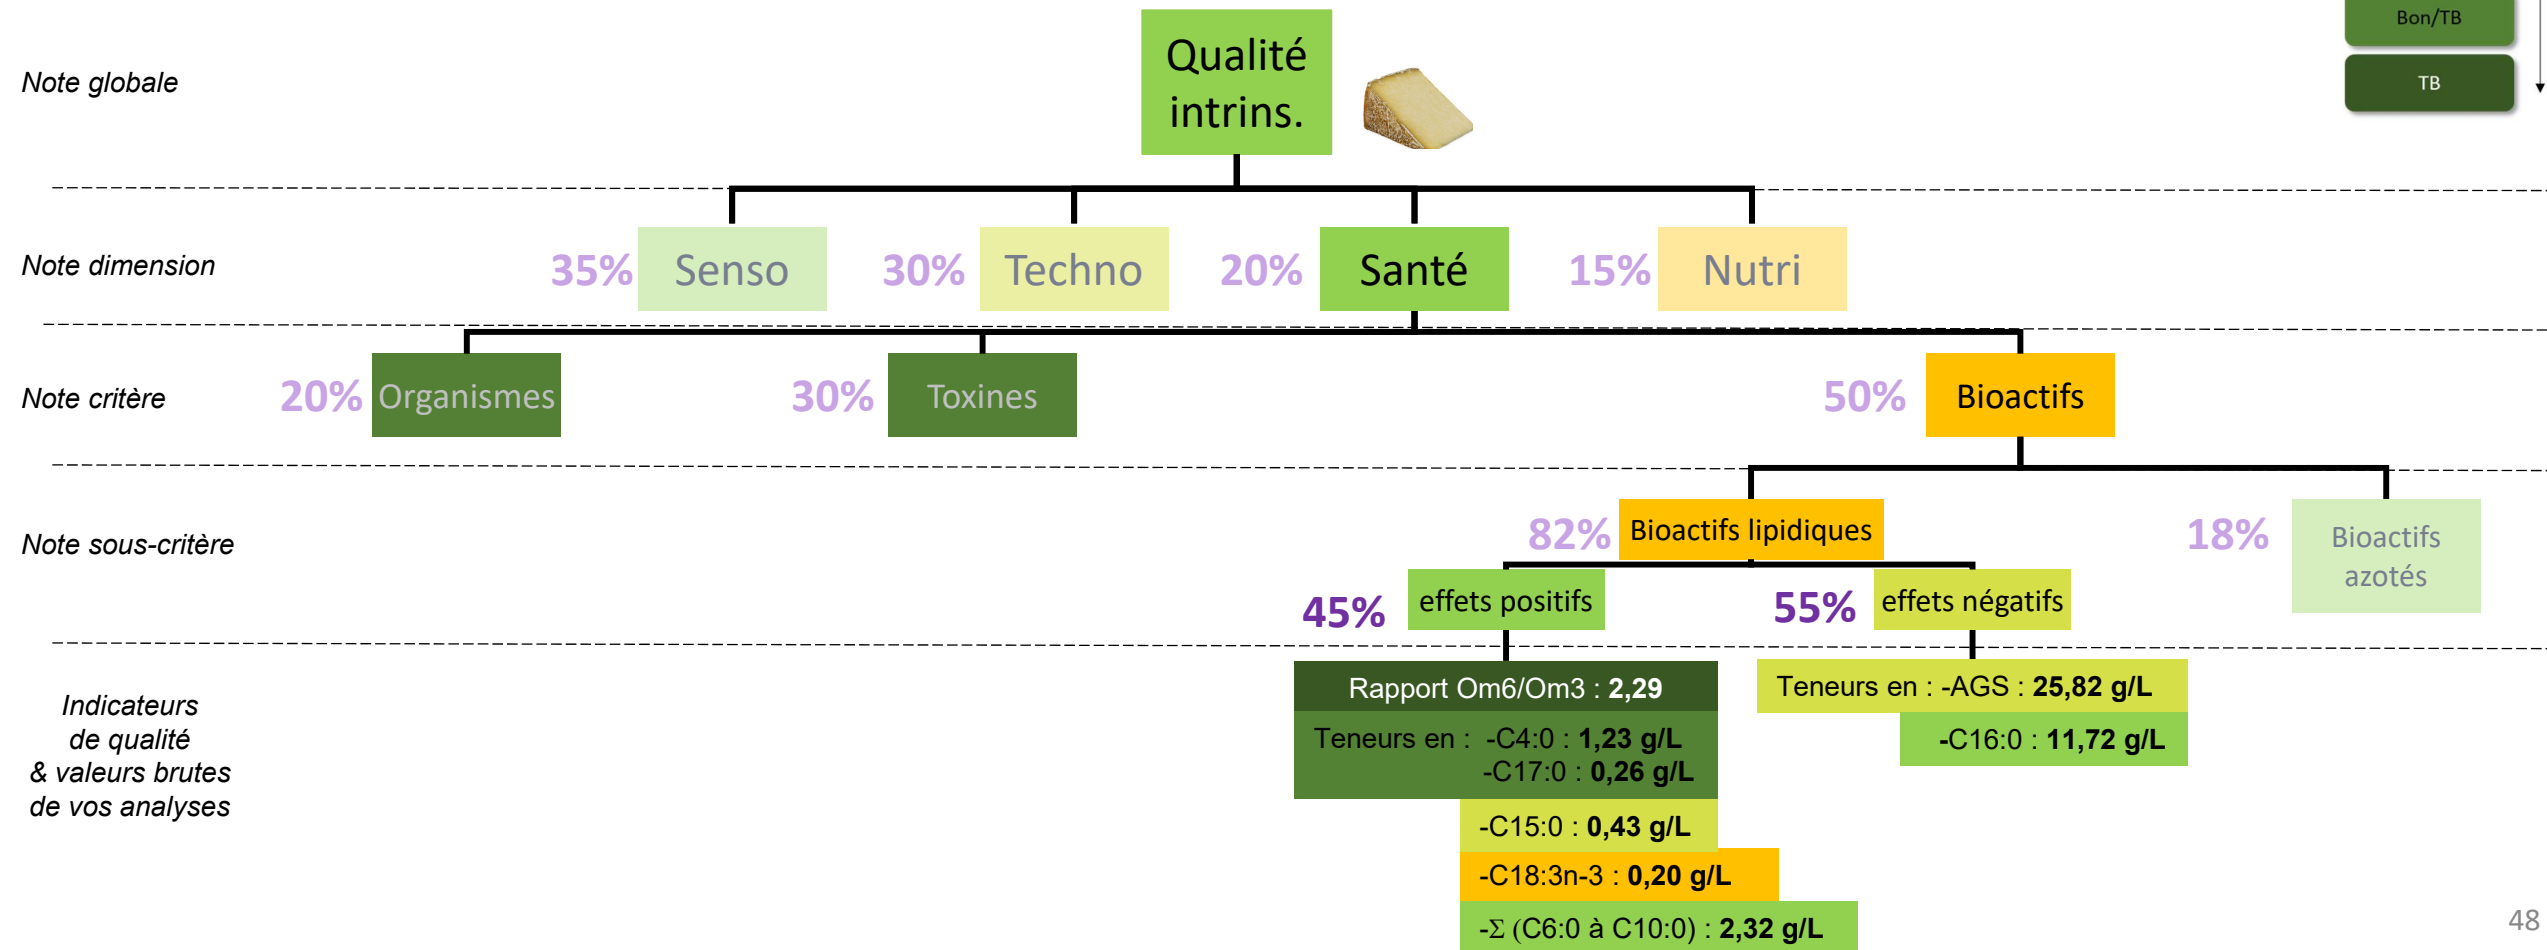 Bon/TB
TB
Note globale
Qualité
intrins.
Note dimension
35% Senso
30% Techno
20% Santé
15% Nutri
Note critère
20% Organismes
30% Toxines
50% Bioactifs
Note sous-critère
82% Bioactifs lipidiques
18% Bioactifs
azotés
45% effets positifs
55% effets négatifs
Indicateurs
de qualité
& valeurs brutes
de vos analyses
Rapport Om6/Om3 : 2,29
Teneurs en : -C4:0 : 1,23 g/L
-C17:0 : 0,26 g/L
-C15:0 : 0,43 g/L
-C18:3n-3 : 0,20 g/L
-Σ (C6:0 à C10:0) : 2,32 g/L
Teneurs en : -AGS : 25,82 g/L
-C16:0 : 11,72 g/L
48